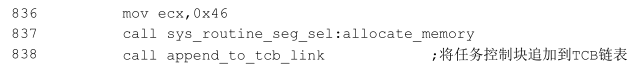 836 mov ecx,0x46
837 call sys_routine_seg_sel:allocate_memory
838 call append_to_tcb_link ;将任务控制块追加到TCB链表